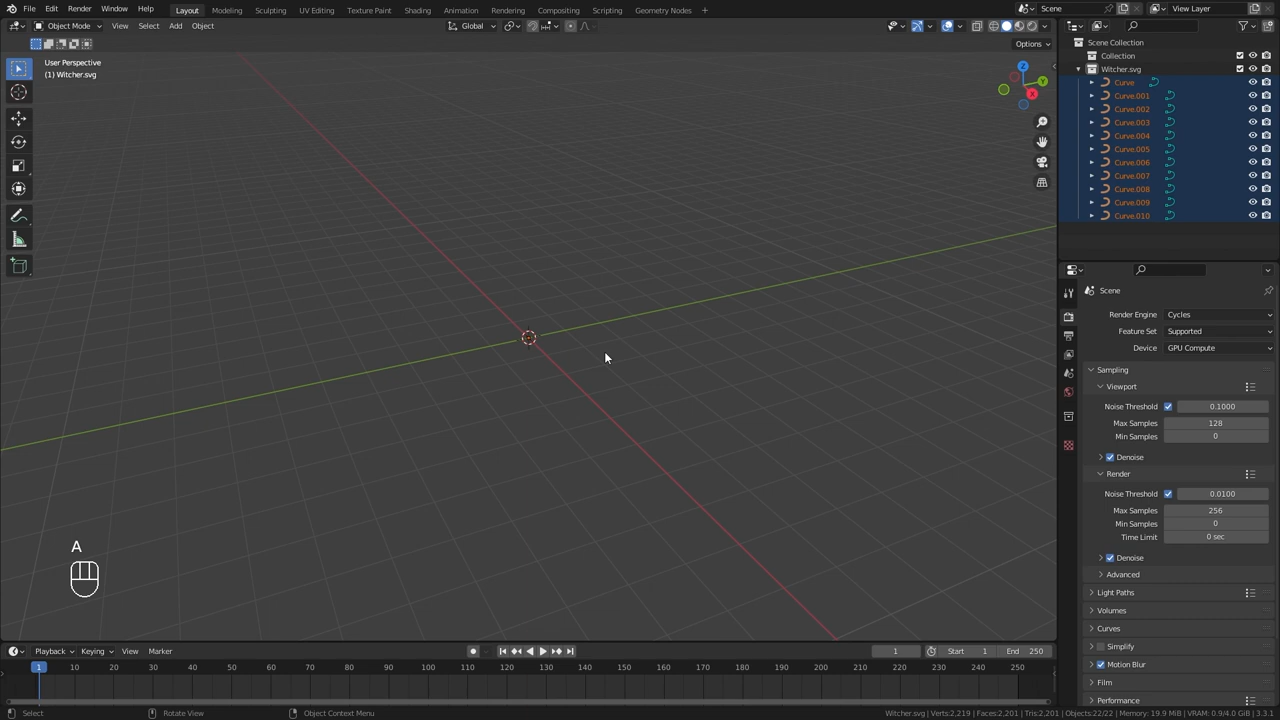 File Edit Render Window Help Layout Modeling Sculpting UV Editing Texture Paint Shading Animation Rendering Compositing Scripting Geometry Nodes Scene View Layer
Object Mode View Select Add Object Global
Options
User Perspective
(1) Witcher.svg
Z
Y
X
Scene Collection
Collection
Witcher.svg
Curve
Curve.001
Curve.002
Curve.003
Curve.004
Curve.005
Curve.006
Curve.007
Curve.008
Curve.009
Curve.010
Scene
Render Engine Cycles
Feature Set Supported
Device GPU Compute
Sampling
Viewport
Noise Threshold 0.1000
Max Samples 128
Min Samples 0
Denoise
Render
Noise Threshold 0.0100
Max Samples 256
Min Samples 0
Time Limit 0 sec
Denoise
Advanced
Light Paths
Volumes
Curves
Simplify
Motion Blur
Film
Performance
A
Playback Keying View Marker 1 Start 1 End 250
1 10 20 30 40 50 60 70 80 90 100 110 120 130 140 150 160 170 180 190 200 210 220 230 240 250
Select Rotate View Object Context Menu Witcher.svg | Verts:2,219 | Faces:2,201 | Tris:2,201 | Objects:22/22 | Memory: 19.9 MiB | VRAM: 0.9/4.0 GiB | 3.3.1